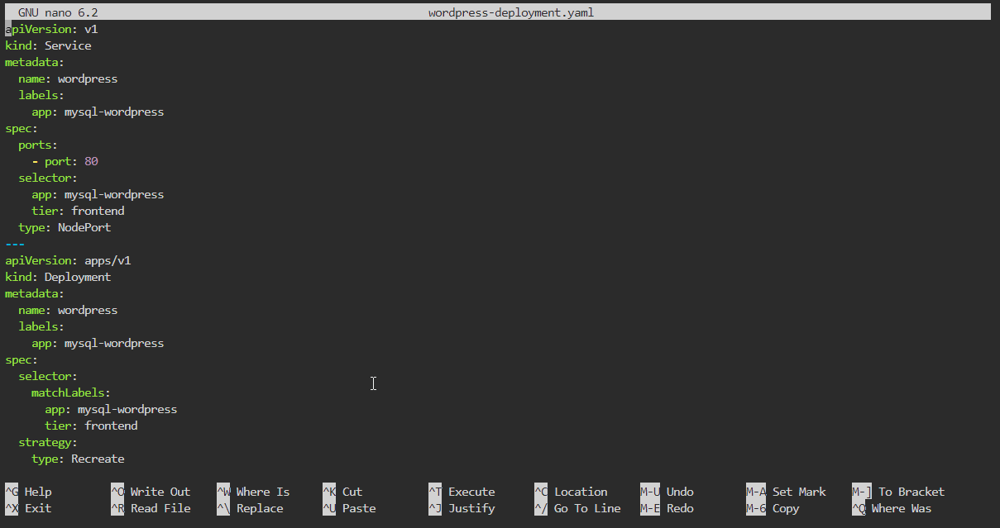 GNU nano 6.2 wordpress-deployment.yaml
apiVersion: v1
kind: Service
metadata:
  name: wordpress
  labels:
    app: mysql-wordpress
spec:
  ports:
    - port: 80
  selector:
    app: mysql-wordpress
    tier: frontend
  type: NodePort
---
apiVersion: apps/v1
kind: Deployment
metadata:
  name: wordpress
  labels:
    app: mysql-wordpress
spec:
  selector:
    matchLabels:
      app: mysql-wordpress
      tier: frontend
  strategy:
    type: Recreate
^G Help ^O Write Out ^W Where Is ^K Cut ^T Execute ^C Location M-U Undo M-A Set Mark M-] To Bracket
^X Exit ^R Read File ^\ Replace ^U Paste ^J Justify ^/ Go To Line M-E Redo M-6 Copy ^Q Where Was